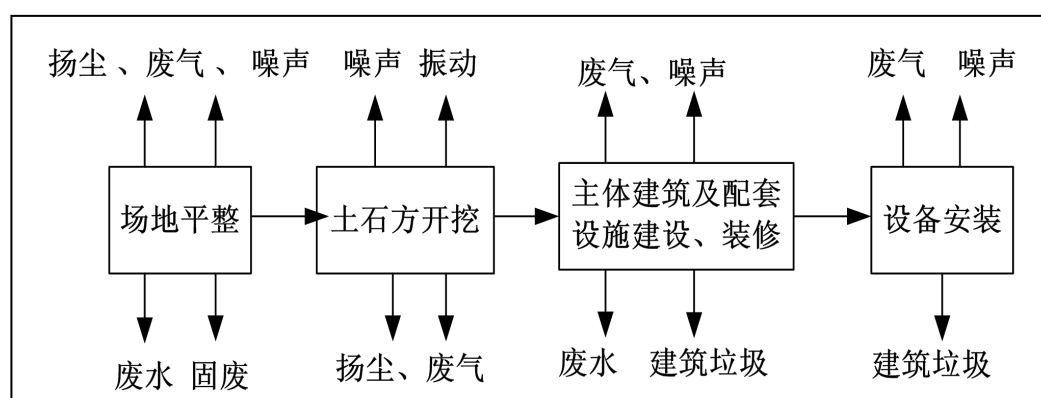 扬尘 、废气 、 噪声
噪声 振动
废气、噪声
废气 噪声
场地平整
土石方开挖
主体建筑及配套
设施建设、装修
设备安装
废水 固废
扬尘、废气
废水 建筑垃圾
建筑垃圾